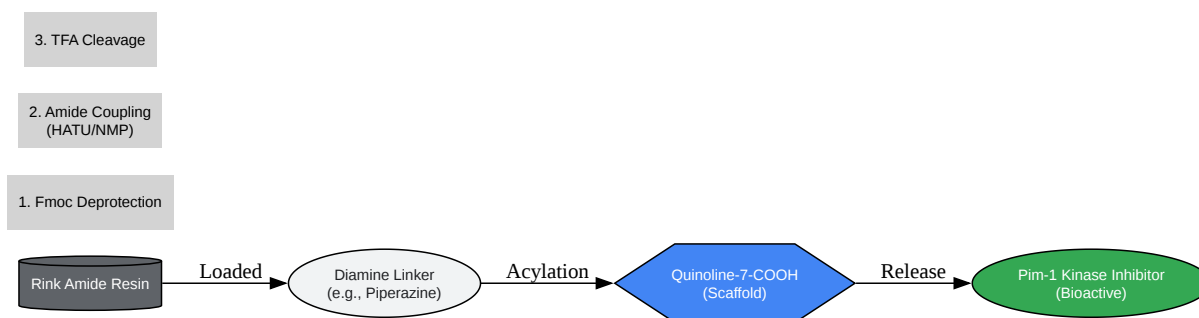 3. TFA Cleavage
2. Amide Coupling
(HATU/NMP)
1. Fmoc Deprotection
Rink Amide Resin
Loaded
Diamine Linker
(e.g., Piperazine)
Acylation
Quinoline-7-COOH
(Scaffold)
Release
Pim-1 Kinase Inhibitor
(Bioactive)